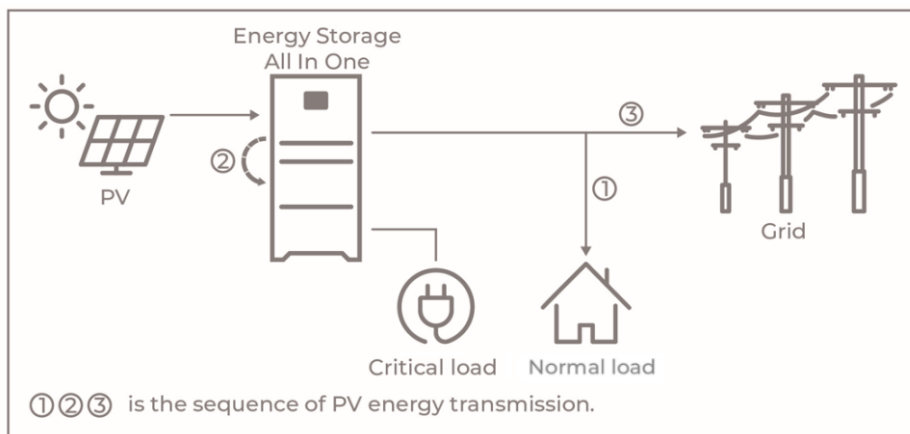 Energy Storage
All In One
③
②
①
PV
Grid
Critical load
Normal load
①②③ is the sequence of PV energy transmission.